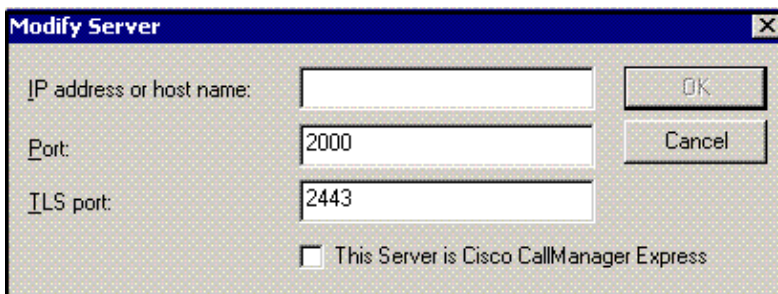 Modify Server
IP address or host name:
OK
Port:
2000
Cancel
TLS port:
2443
This Server is Cisco CallManager Express